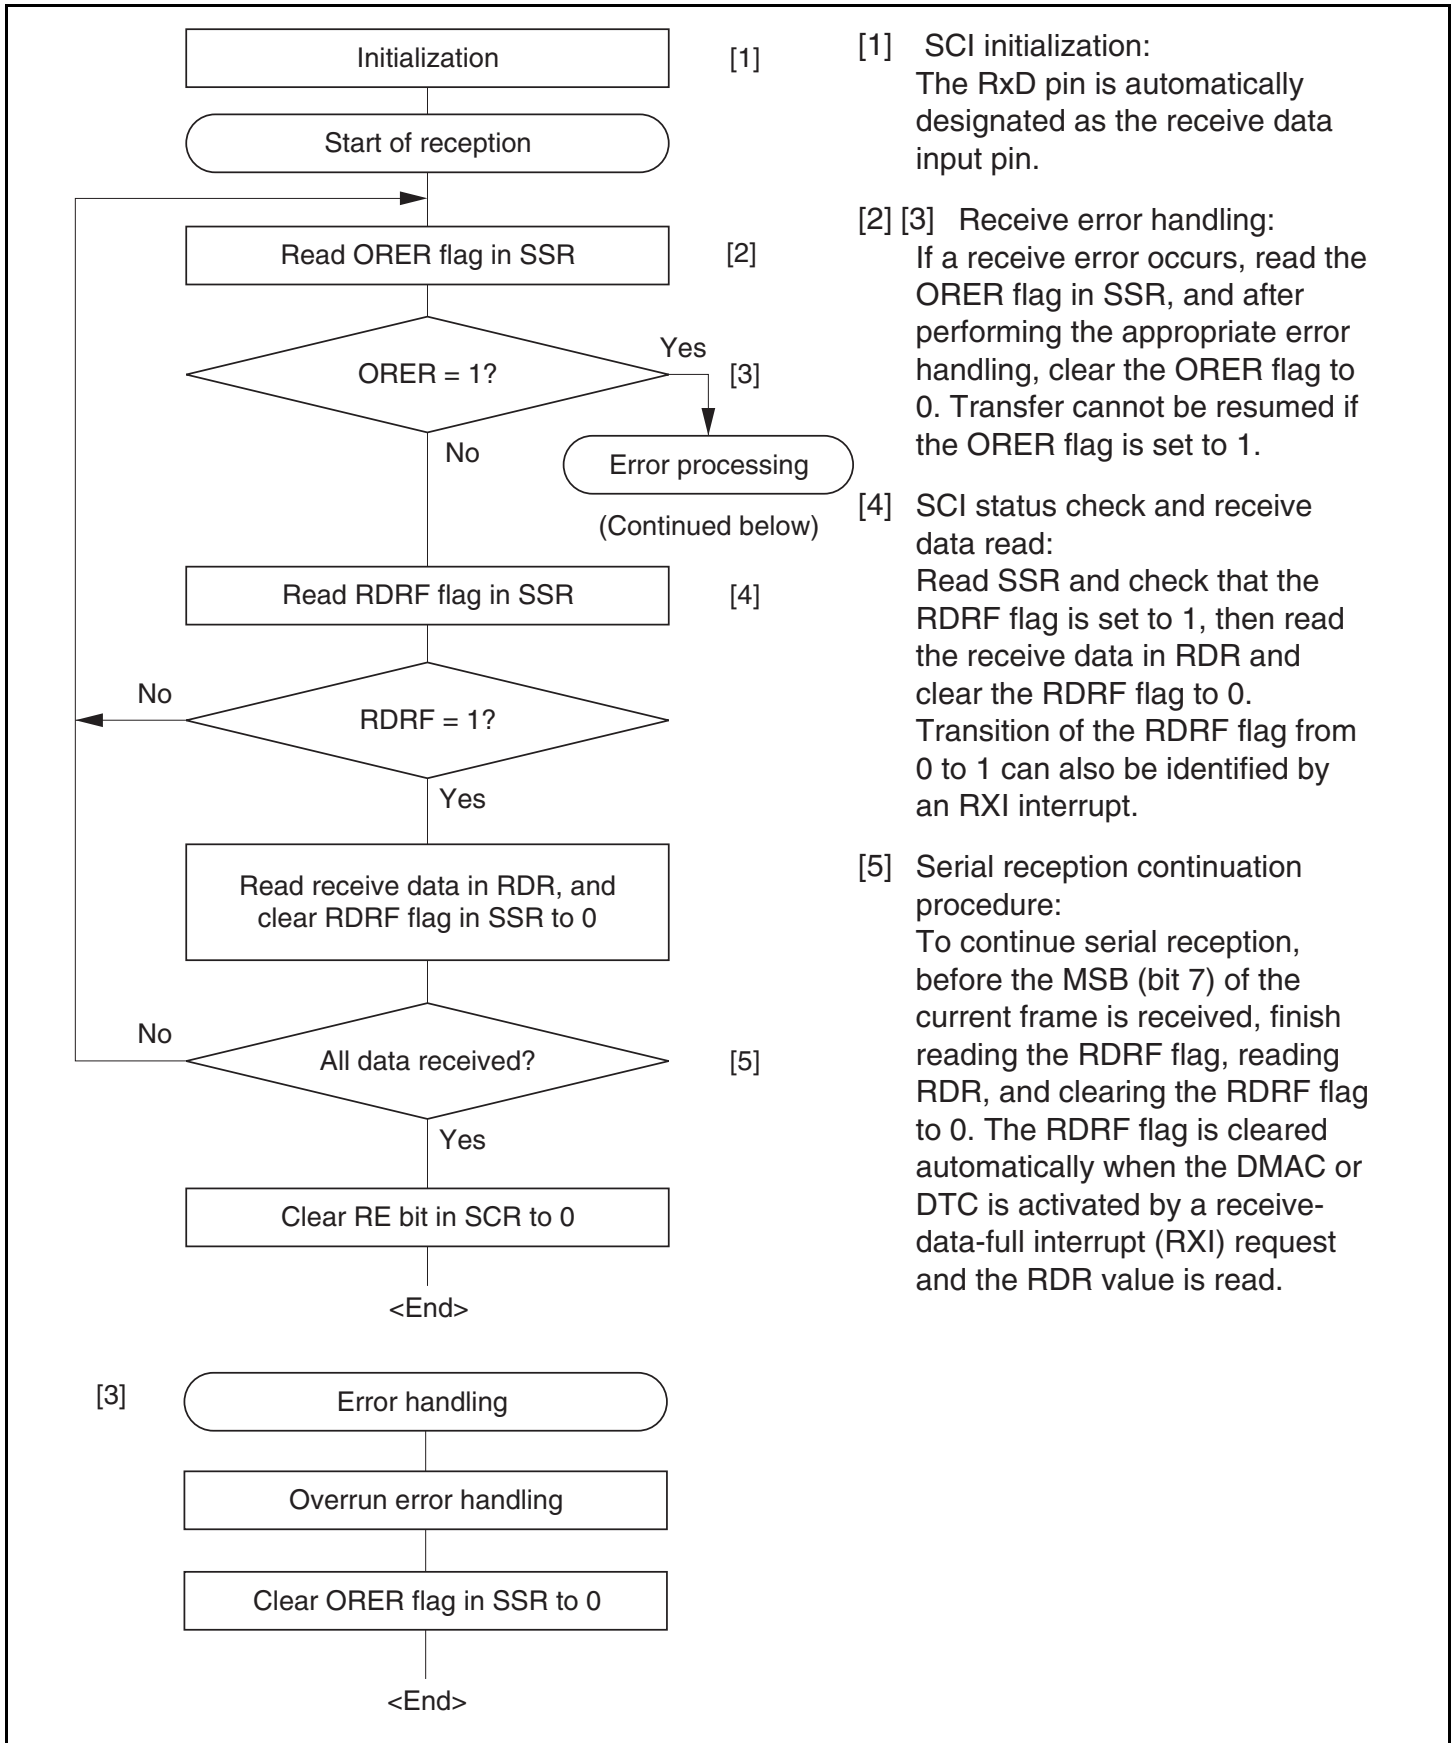 Initialization
[1]
Start of reception
Read ORER flag in SSR
[2]
ORER = 1?
Yes
[3]
No
Error processing
(Continued below)
Read RDRF flag in SSR
[4]
No
RDRF = 1?
Yes
Read receive data in RDR, and
clear RDRF flag in SSR to 0
No
All data received?
[5]
Yes
Clear RE bit in SCR to 0
<End>
[3]
Error handling
Overrun error handling
Clear ORER flag in SSR to 0
<End>
[1] SCI initialization:
The RxD pin is automatically
designated as the receive data
input pin.
[2] [3] Receive error handling:
If a receive error occurs, read the
ORER flag in SSR, and after
performing the appropriate error
handling, clear the ORER flag to
0. Transfer cannot be resumed if
the ORER flag is set to 1.
[4] SCI status check and receive
data read:
Read SSR and check that the
RDRF flag is set to 1, then read
the receive data in RDR and
clear the RDRF flag to 0.
Transition of the RDRF flag from
0 to 1 can also be identified by
an RXI interrupt.
[5] Serial reception continuation
procedure:
To continue serial reception,
before the MSB (bit 7) of the
current frame is received, finish
reading the RDRF flag, reading
RDR, and clearing the RDRF flag
to 0. The RDRF flag is cleared
automatically when the DMAC or
DTC is activated by a receive-
data-full interrupt (RXI) request
and the RDR value is read.